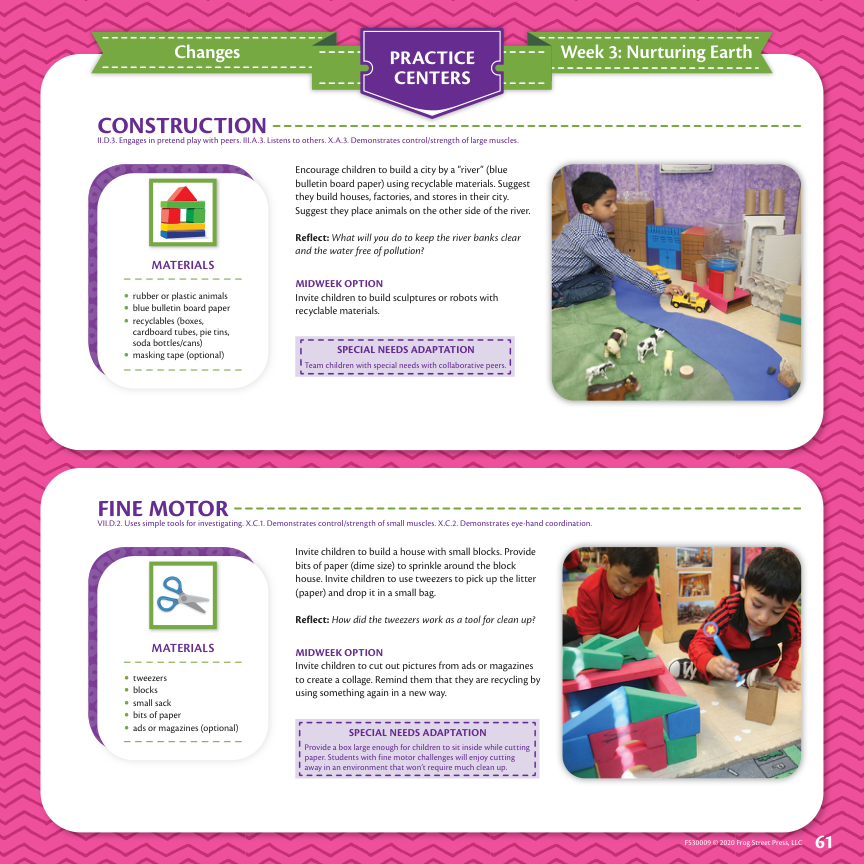 Changes
PRACTICE
CENTERS
Week 3: Nurturing Earth
CONSTRUCTION
II.D.3. Engages in pretend play with peers. III.A.3. Listens to others. X.A.3. Demonstrates control/strength of large muscles.
MATERIALS
• rubber or plastic animals
• blue bulletin board paper
• recyclables (boxes,
cardboard tubes, pie tins,
soda bottles/cans)
• masking tape (optional)
Encourage children to build a city by a “river” (blue
bulletin board paper) using recyclable materials. Suggest
they build houses, factories, and stores in their city.
Suggest they place animals on the other side of the river.
Reflect: What will you do to keep the river banks clear
and the water free of pollution?
MIDWEEK OPTION
Invite children to build sculptures or robots with
recyclable materials.
SPECIAL NEEDS ADAPTATION
Team children with special needs with collaborative peers.
FINE MOTOR
VII.D.2. Uses simple tools for investigating. X.C.1. Demonstrates control/strength of small muscles. X.C.2. Demonstrates eye-hand coordination.
MATERIALS
• tweezers
• blocks
• small sack
• bits of paper
• ads or magazines (optional)
Invite children to build a house with small blocks. Provide
bits of paper (dime size) to sprinkle around the block
house. Invite children to use tweezers to pick up the litter
(paper) and drop it in a small bag.
Reflect: How did the tweezers work as a tool for clean up?
MIDWEEK OPTION
Invite children to cut out pictures from ads or magazines
to create a collage. Remind them that they are recycling by
using something again in a new way.
SPECIAL NEEDS ADAPTATION
Provide a box large enough for children to sit inside while cutting
paper. Students with fine motor challenges will enjoy cutting
away in an environment that won’t require much clean up.
FS30009 © 2020 Frog Street Press, LLC
61